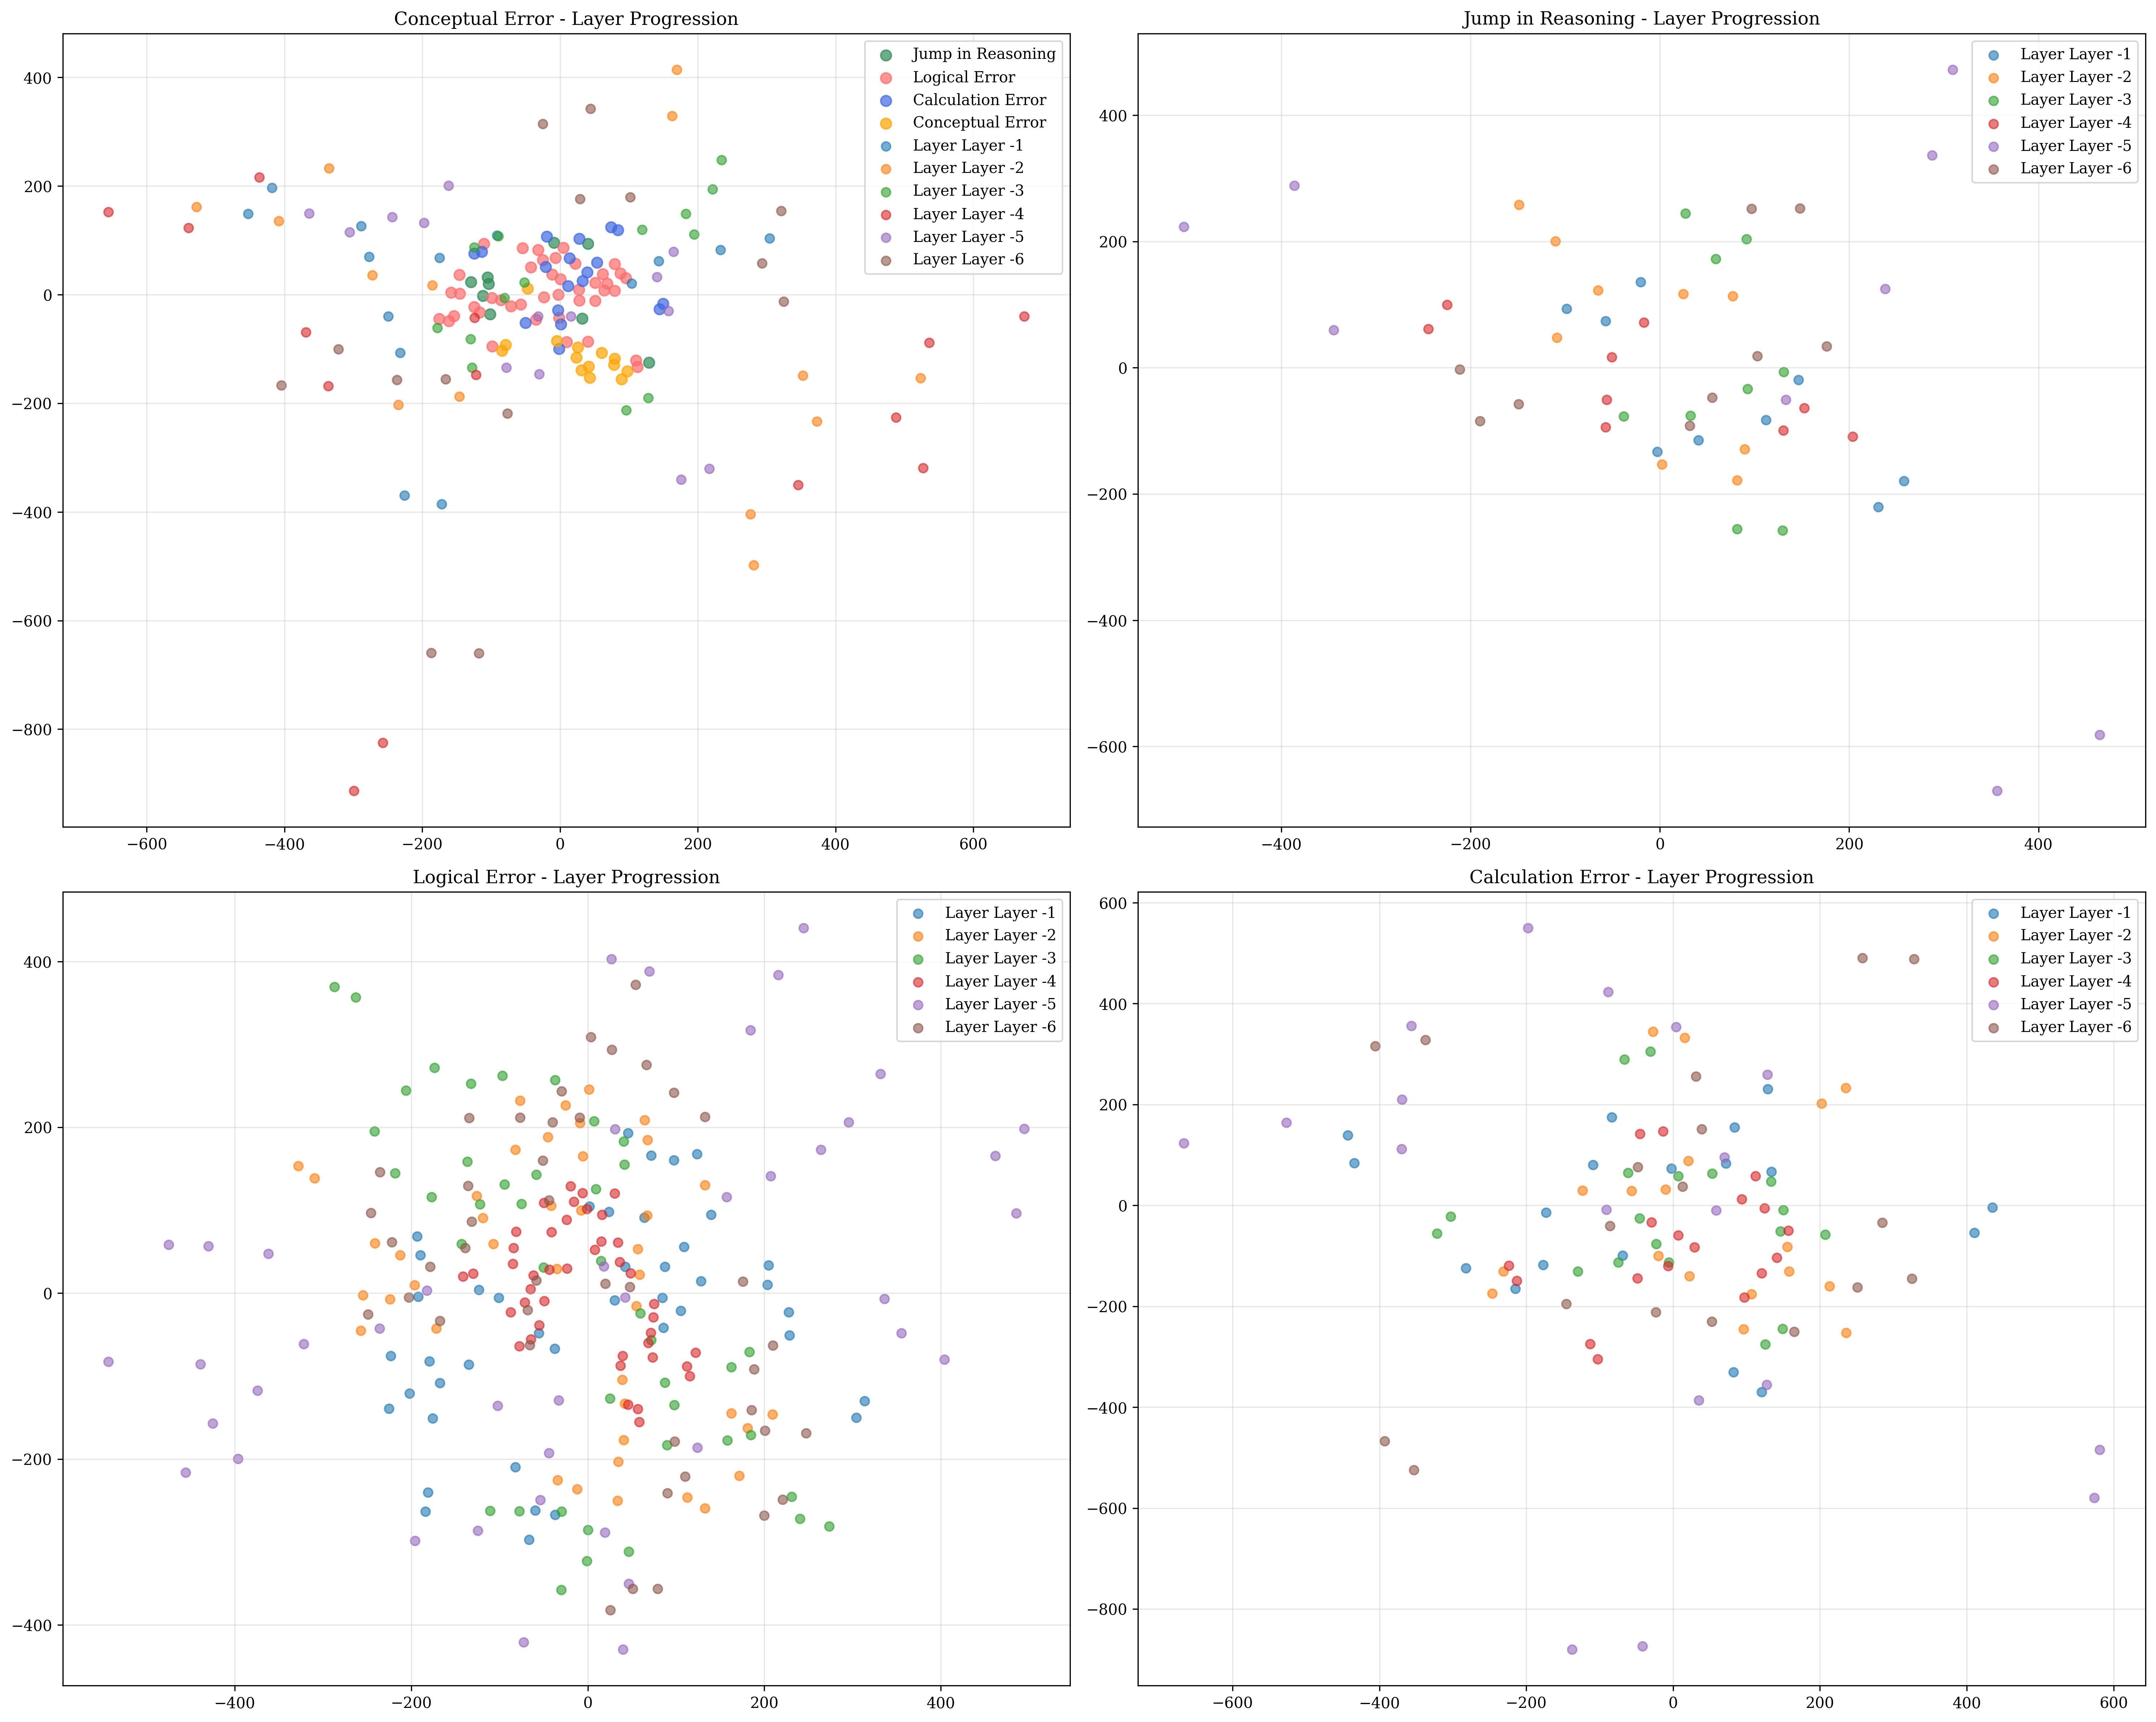 Conceptual Error - Layer Progression
400
200
0
−200
−400
−600
−800
−600
−400
−200
0
200
400
600
Jump in Reasoning
Logical Error
Calculation Error
Conceptual Error
Layer Layer -1
Layer Layer -2
Layer Layer -3
Layer Layer -4
Layer Layer -5
Layer Layer -6
Jump in Reasoning - Layer Progression
400
200
0
−200
−400
−600
−400
−200
0
200
400
Layer Layer -1
Layer Layer -2
Layer Layer -3
Layer Layer -4
Layer Layer -5
Layer Layer -6
Logical Error - Layer Progression
400
200
0
−200
−400
−400
−200
0
200
400
Layer Layer -1
Layer Layer -2
Layer Layer -3
Layer Layer -4
Layer Layer -5
Layer Layer -6
Calculation Error - Layer Progression
600
400
200
0
−200
−400
−600
−800
−600
−400
−200
0
200
400
600
Layer Layer -1
Layer Layer -2
Layer Layer -3
Layer Layer -4
Layer Layer -5
Layer Layer -6